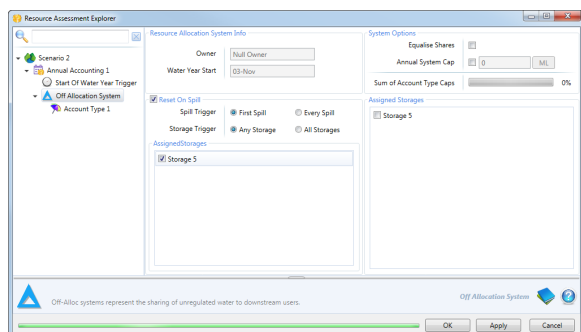 Resource Assessment Explorer
Scenario 2
Annual Accounting 1
Start Of Water Year Trigger
Off Allocation System
Account Type 1
Resource Allocation System Info
Owner
Null Owner
Water Year Start
03-Nov
Reset On Spill
Spill Trigger
First Spill
Every Spill
Storage Trigger
Any Storage
All Storages
AssignedStorages
Storage 5
System Options
Equalise Shares
Annual System Cap
0
ML
Sum of Account Type Caps
0%
Assigned Storages
Storage 5
Off-Alloc systems represent the sharing of unregulated water to downstream users.
Off Allocation System
OK
Apply
Cancel